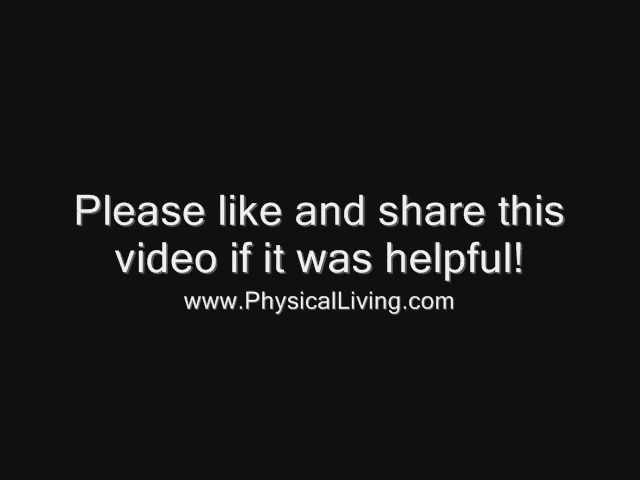 Please like and share this
video if it was helpful!
www.PhysicalLiving.com